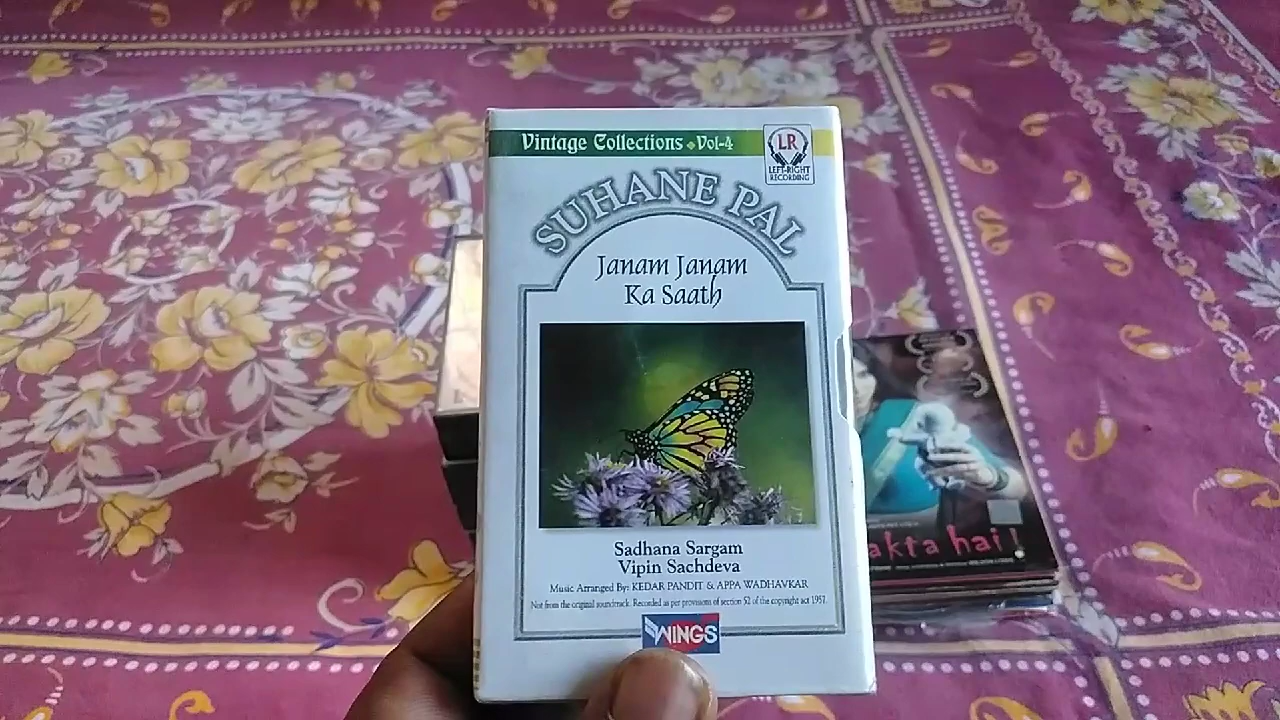 Vintage Collections Vol-4
LR
LEFT-RIGHT
RECORDING
SUHANE PAL
Janam Janam
Ka Saath
Sadhana Sargam
Vipin Sachdeva
Music Arranged By: KEDAR PANDIT & APPA WADHAVKAR
Not from the original soundtrack. Recorded as per provisions of section 52 of the copyright act 1957.
WINGS
akta hai!